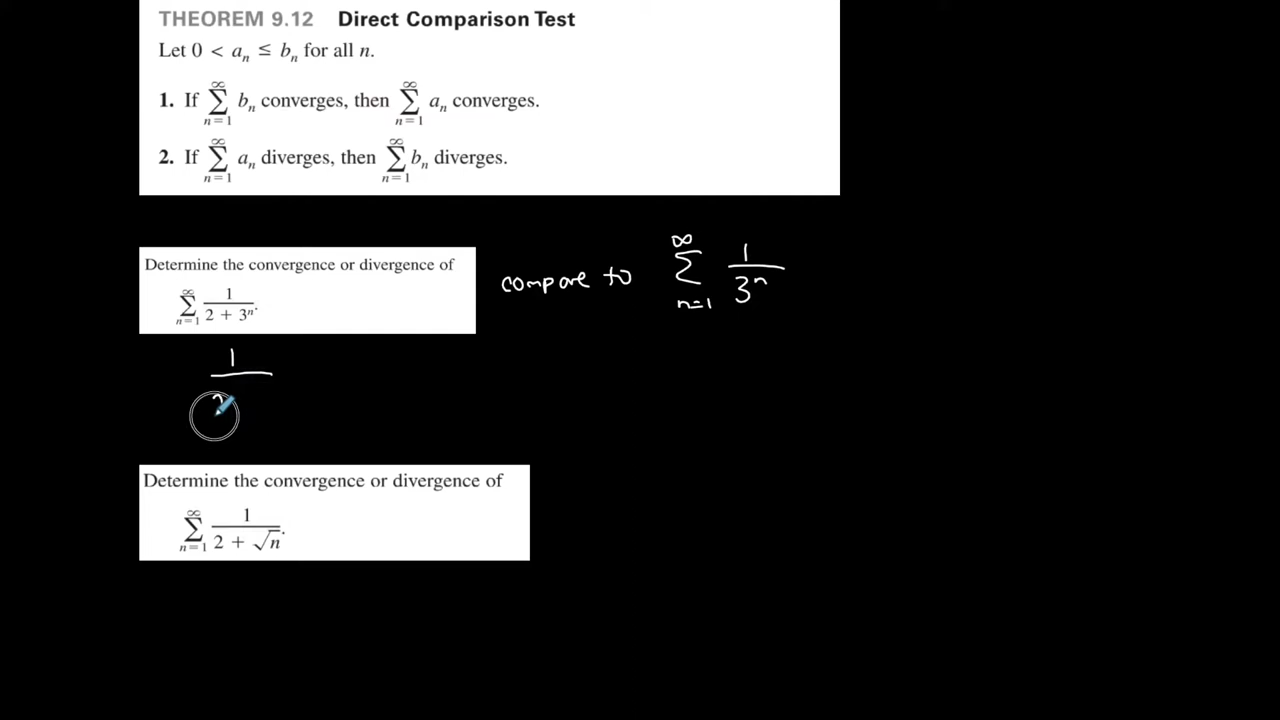 THEOREM 9.12 Direct Comparison Test
Let 0 < aₙ ≤ bₙ for all n.
1. If ∑_{n=1}^{∞} bₙ converges, then ∑_{n=1}^{∞} aₙ converges.
2. If ∑_{n=1}^{∞} aₙ diverges, then ∑_{n=1}^{∞} bₙ diverges.
Determine the convergence or divergence of
∑_{n=1}^{∞} 1/(2 + 3ⁿ).
compare to ∑_{n=1}^{∞} 1/3ⁿ
1
Determine the convergence or divergence of
∑_{n=1}^{∞} 1/(2 + √n).